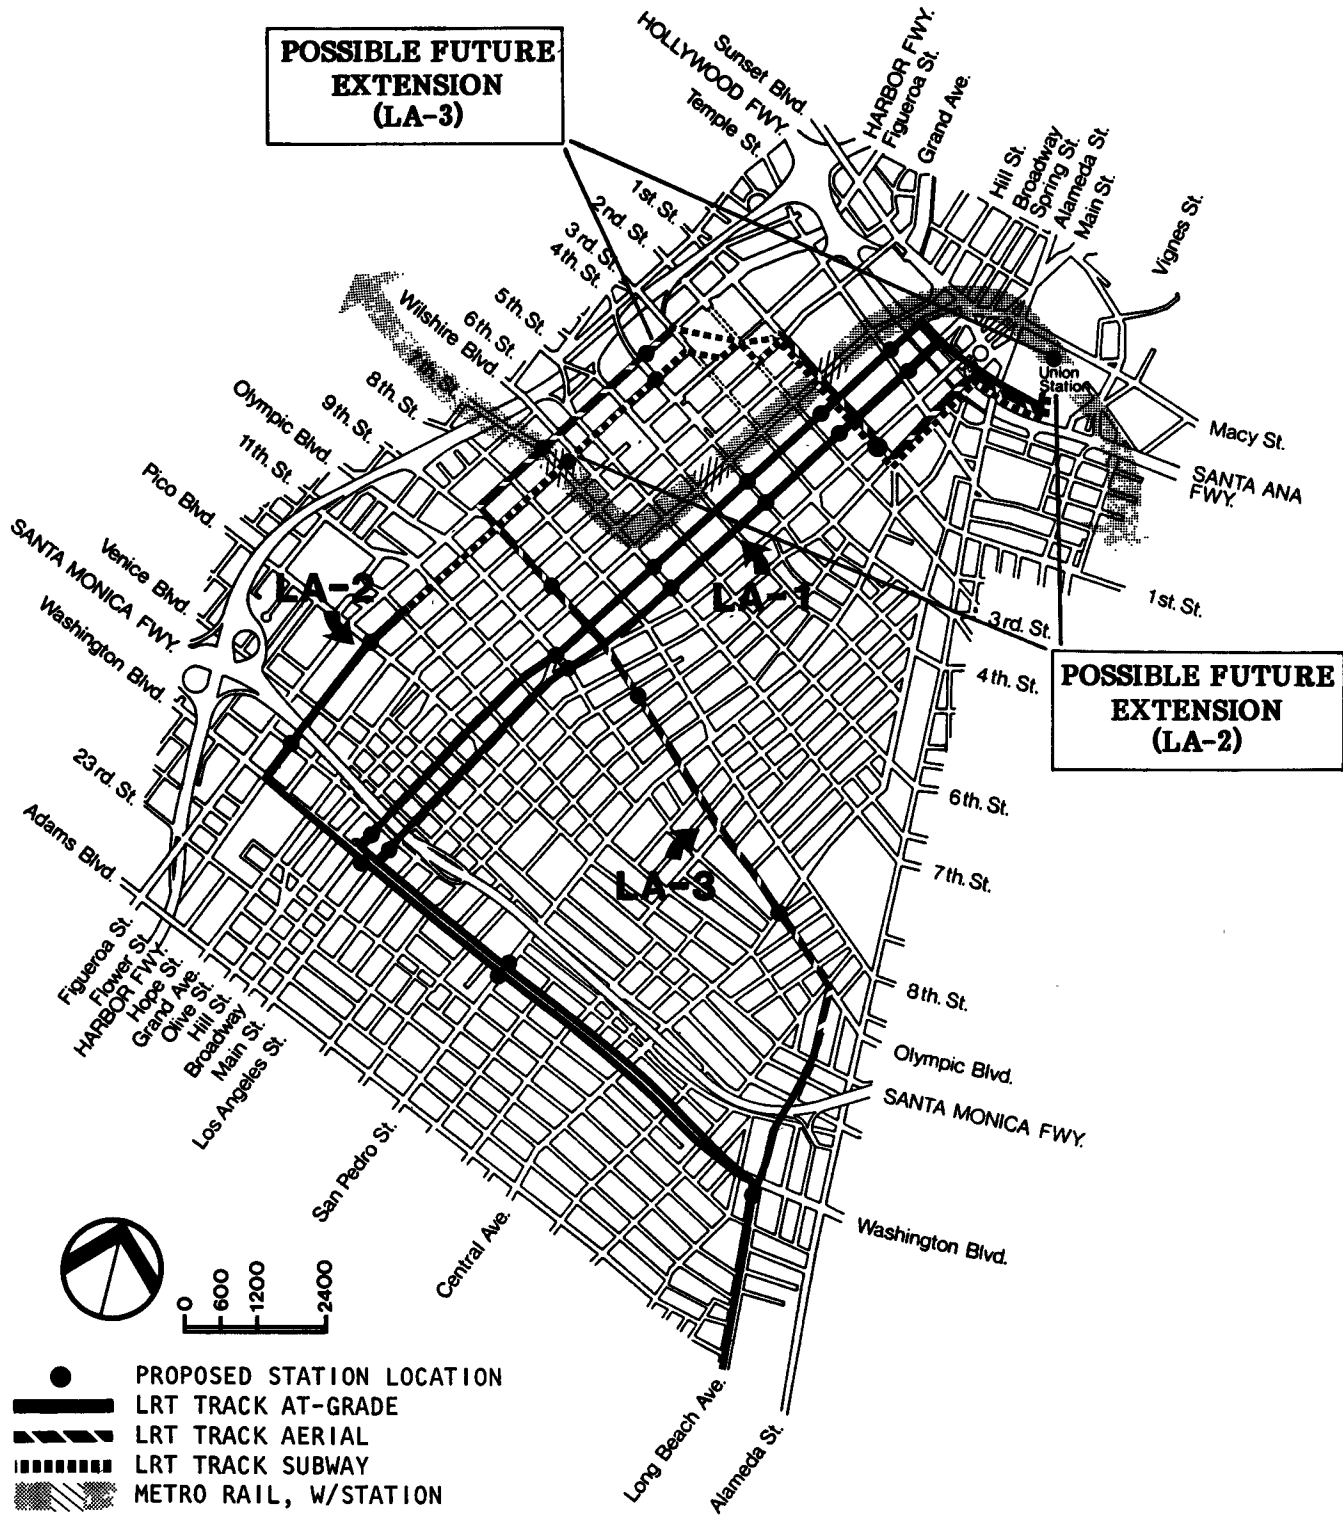 POSSIBLE FUTURE
EXTENSION
(LA-3)
HOLLYWOOD FWY.
Sunset Blvd.
Temple St.
HARBOR FWY.
Figueroa St.
Grand Ave.
Hill St.
Broadway
Spring St.
Alameda St.
Main St.
Vignes St.
1st. St.
2nd. St.
3rd. St.
4th. St.
5th. St.
6th. St.
Wilshire Blvd.
7th. St.
8th. St.
9th. St.
Olympic Blvd.
11th. St.
Pico Blvd.
Venice Blvd.
SANTA MONICA FWY.
Washington Blvd.
23rd. St.
Adams Blvd.
Union
Station
Macy St.
SANTA ANA
FWY.
1st. St.
3rd. St.
4th. St.
POSSIBLE FUTURE
EXTENSION
(LA-2)
6th. St.
7th. St.
8th. St.
Olympic Blvd.
SANTA MONICA FWY.
Washington Blvd.
LA-2
LA-1
LA-3
Figueroa St.
Flower St.
HARBOR FWY.
Hope St.
Grand Ave.
Olive St.
Hill St.
Broadway
Main St.
Los Angeles St.
San Pedro St.
Central Ave.
Long Beach Ave.
Alameda St.
0
600
1200
2400
PROPOSED STATION LOCATION
LRT TRACK AT-GRADE
LRT TRACK AERIAL
LRT TRACK SUBWAY
METRO RAIL, W/STATION